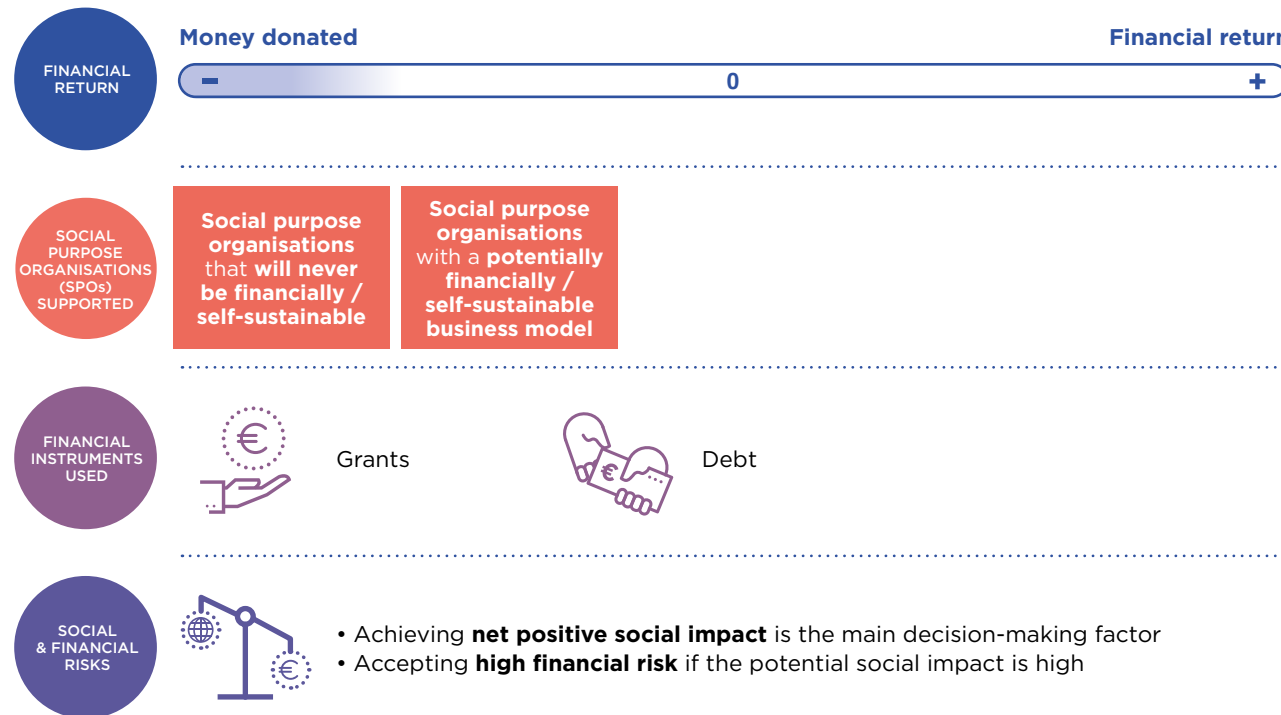 FINANCIAL
RETURN
Money donated
Financial return
-
0
+
SOCIAL
PURPOSE
ORGANISATIONS
(SPOs)
SUPPORTED
Social purpose
organisations
that will never
be financially /
self-sustainable
Social purpose
organisations
with a potentially
financially /
self-sustainable
business model
FINANCIAL
INSTRUMENTS
USED
€
Grants
€
Debt
SOCIAL
& FINANCIAL
RISKS
€
• Achieving net positive social impact is the main decision-making factor
• Accepting high financial risk if the potential social impact is high